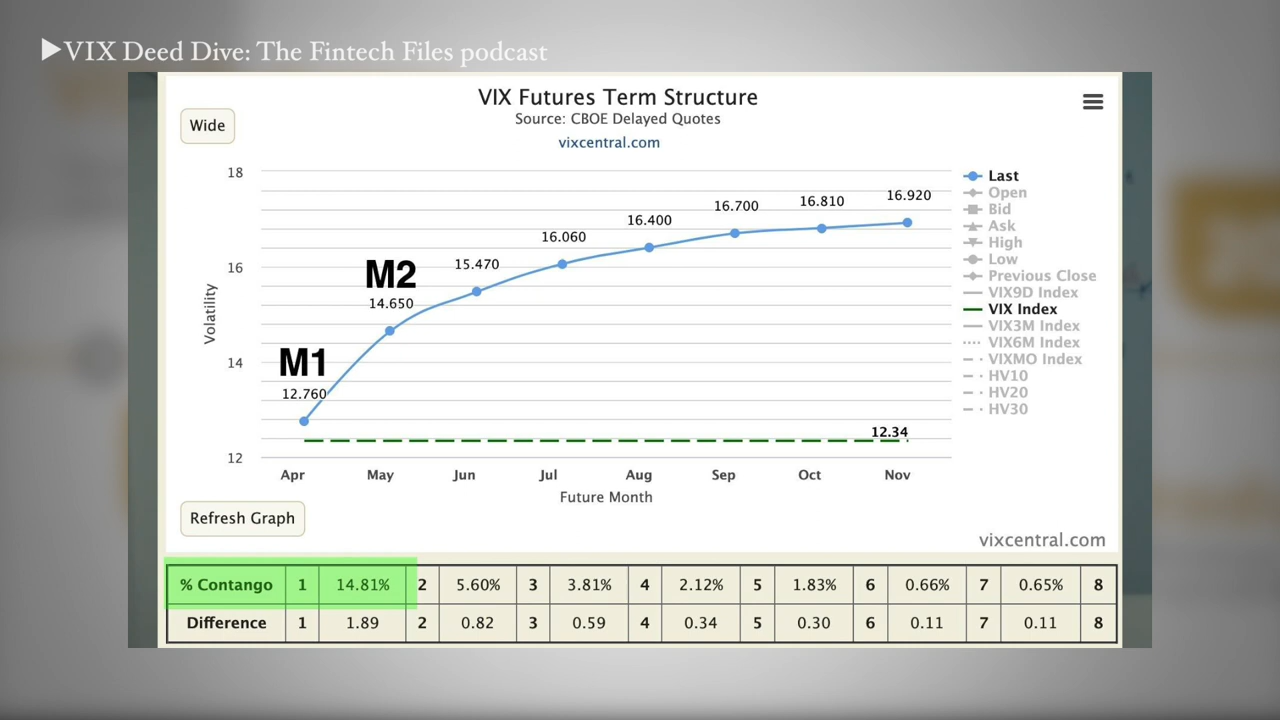 ▶VIX Deed Dive: The Fintech Files podcast
VIX Futures Term Structure
Source: CBOE Delayed Quotes
vixcentral.com
Wide
18
16
14
12
Volatility
M1
12.760
M2
14.650
15.470
16.060
16.400
16.700
16.810
16.920
12.34
Apr May Jun Jul Aug Sep Oct Nov
Future Month
Last
Open
Bid
Ask
High
Low
Previous Close
VIX9D Index
VIX Index
VIX3M Index
VIX6M Index
VIXMO Index
HV10
HV20
HV30
Refresh Graph
vixcentral.com
% Contango 1 14.81% 2 5.60% 3 3.81% 4 2.12% 5 1.83% 6 0.66% 7 0.65% 8
Difference 1 1.89 2 0.82 3 0.59 4 0.34 5 0.30 6 0.11 7 0.11 8